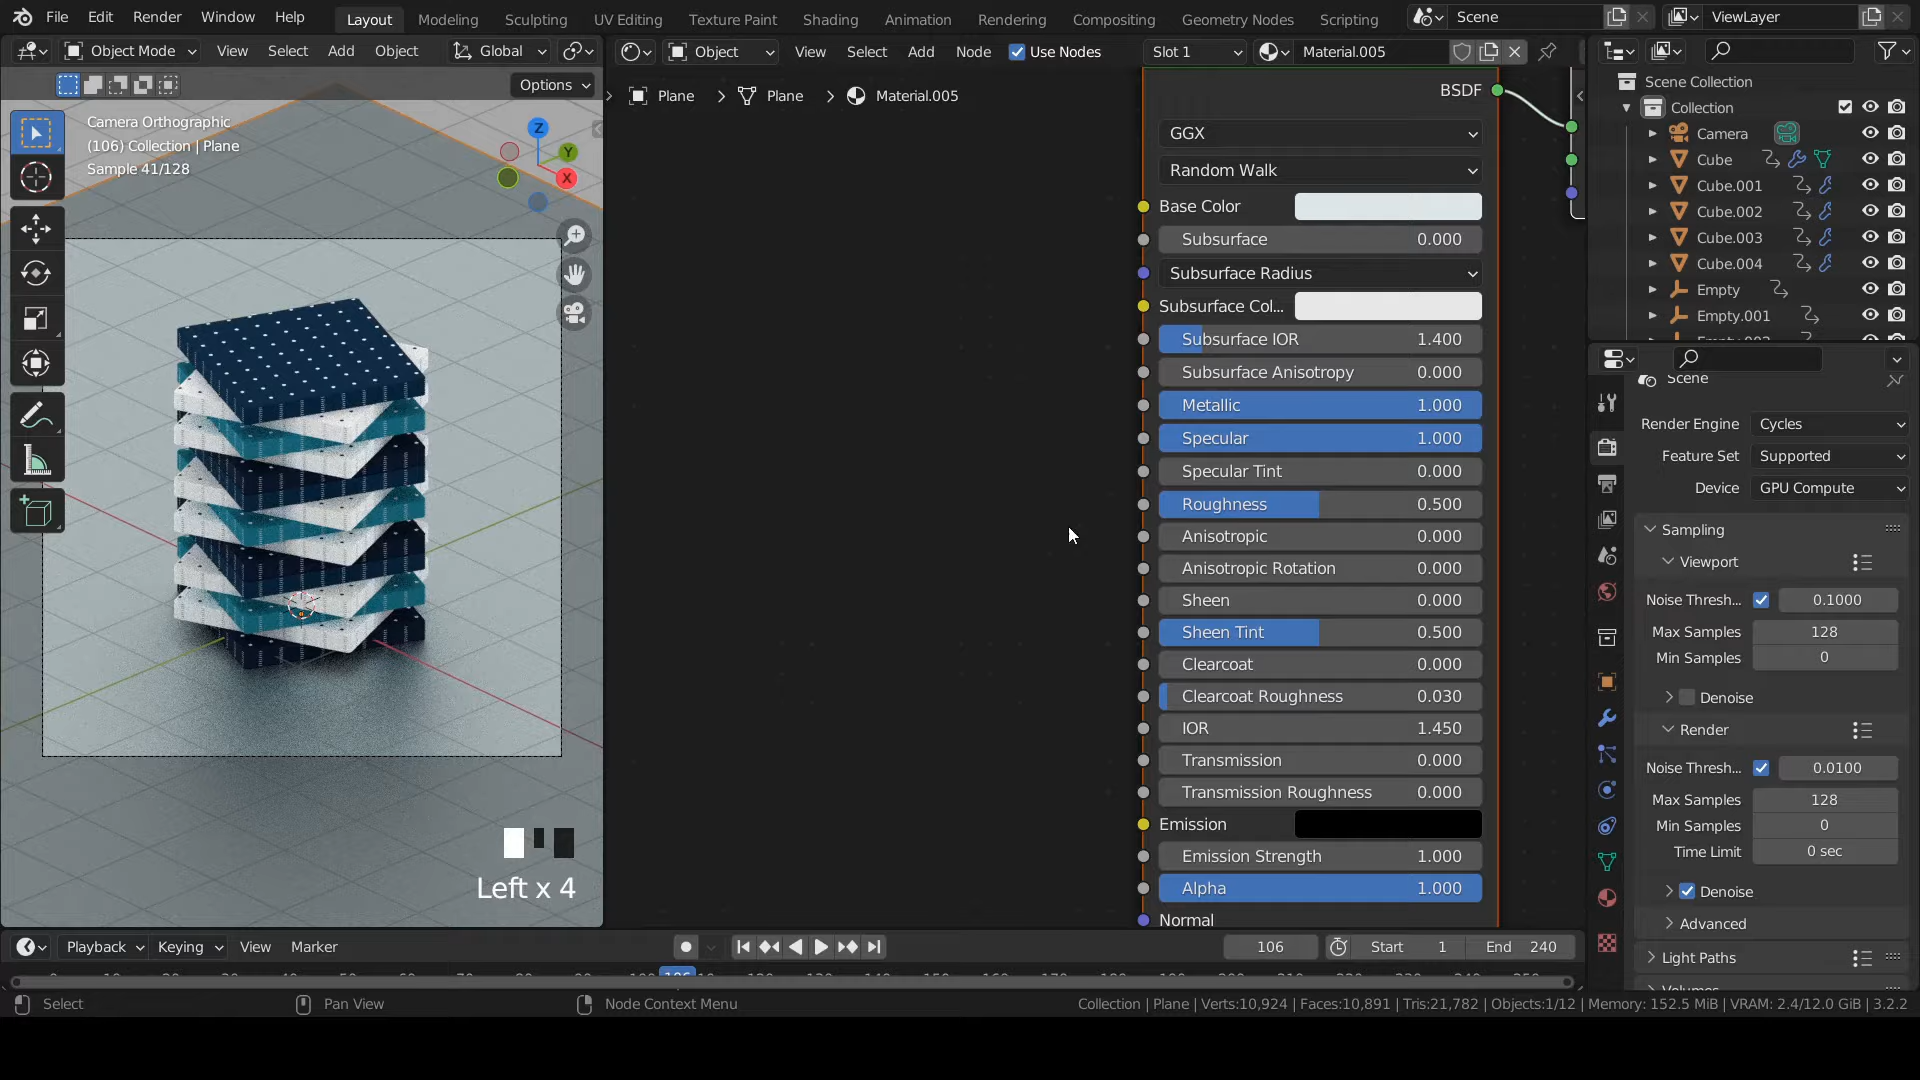 File Edit Render Window Help Layout Modeling Sculpting UV Editing Texture Paint Shading Animation Rendering Compositing Geometry Nodes Scripting Scene ViewLayer
Object Mode View Select Add Object Global Object View Select Add Node Use Nodes Slot 1 Material.005
Options
Camera Orthographic
(106) Collection | Plane
Sample 41/128
Z
Y
X
Left x 4
Plane Plane Material.005
BSDF
GGX
Random Walk
Base Color
Subsurface 0.000
Subsurface Radius
Subsurface Col...
Subsurface IOR 1.400
Subsurface Anisotropy 0.000
Metallic 1.000
Specular 1.000
Specular Tint 0.000
Roughness 0.500
Anisotropic 0.000
Anisotropic Rotation 0.000
Sheen 0.000
Sheen Tint 0.500
Clearcoat 0.000
Clearcoat Roughness 0.030
IOR 1.450
Transmission 0.000
Transmission Roughness 0.000
Emission
Emission Strength 1.000
Alpha 1.000
Normal
Scene Collection
Collection
Camera
Cube
Cube.001
Cube.002
Cube.003
Cube.004
Empty
Empty.001
Scene
Render Engine Cycles
Feature Set Supported
Device GPU Compute
Sampling
Viewport
Noise Thresh... 0.1000
Max Samples 128
Min Samples 0
Denoise
Render
Noise Thresh... 0.0100
Max Samples 128
Min Samples 0
Time Limit 0 sec
Denoise
Advanced
Light Paths
Playback Keying View Marker 106 Start 1 End 240
Select Pan View Node Context Menu Collection | Plane | Verts:10,924 | Faces:10,891 | Tris:21,782 | Objects:1/12 | Memory: 152.5 MiB | VRAM: 2.4/12.0 GiB | 3.2.2